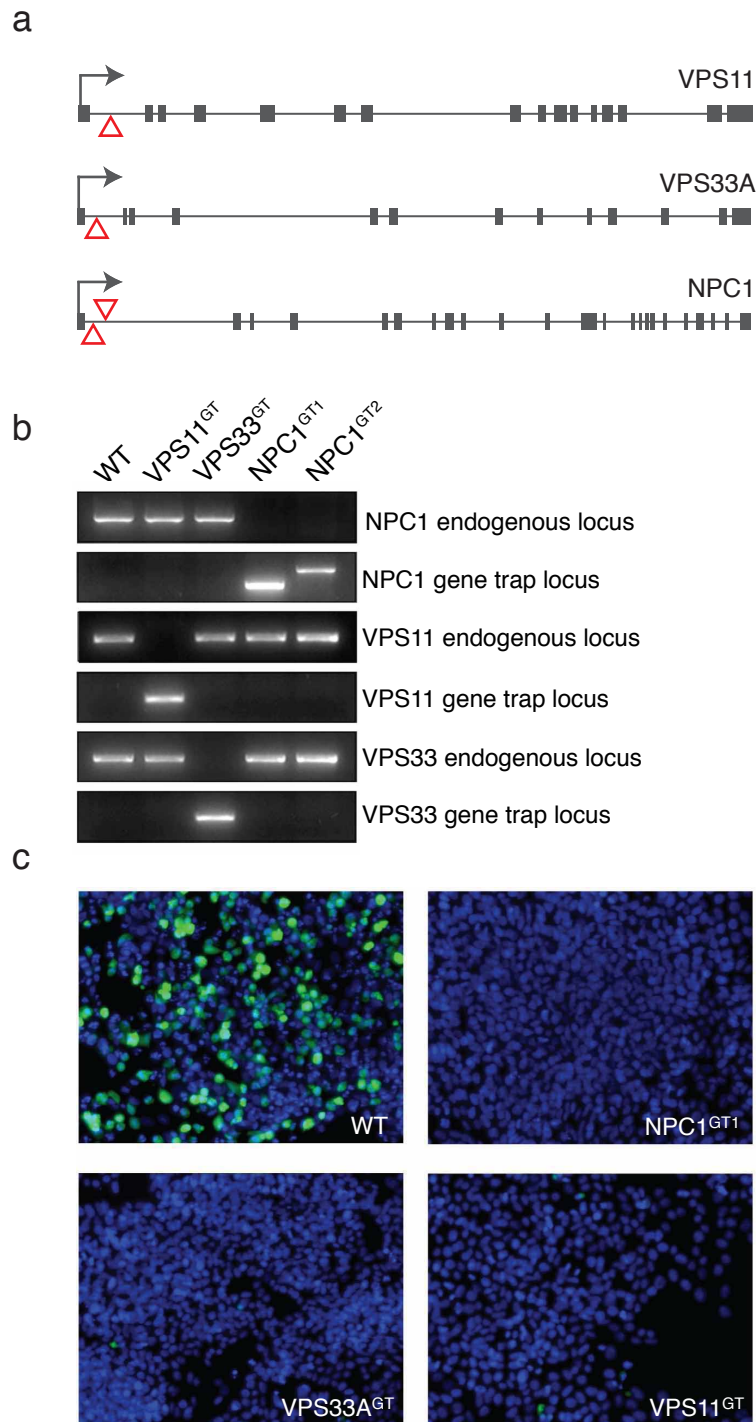 a
VPS11
VPS33A
NPC1
b
WT VPS11GT VPS33GT NPC1GT1 NPC1GT2
NPC1 endogenous locus
NPC1 gene trap locus
VPS11 endogenous locus
VPS11 gene trap locus
VPS33 endogenous locus
VPS33 gene trap locus
c
WT
NPC1GT1
VPS33AGT
VPS11GT